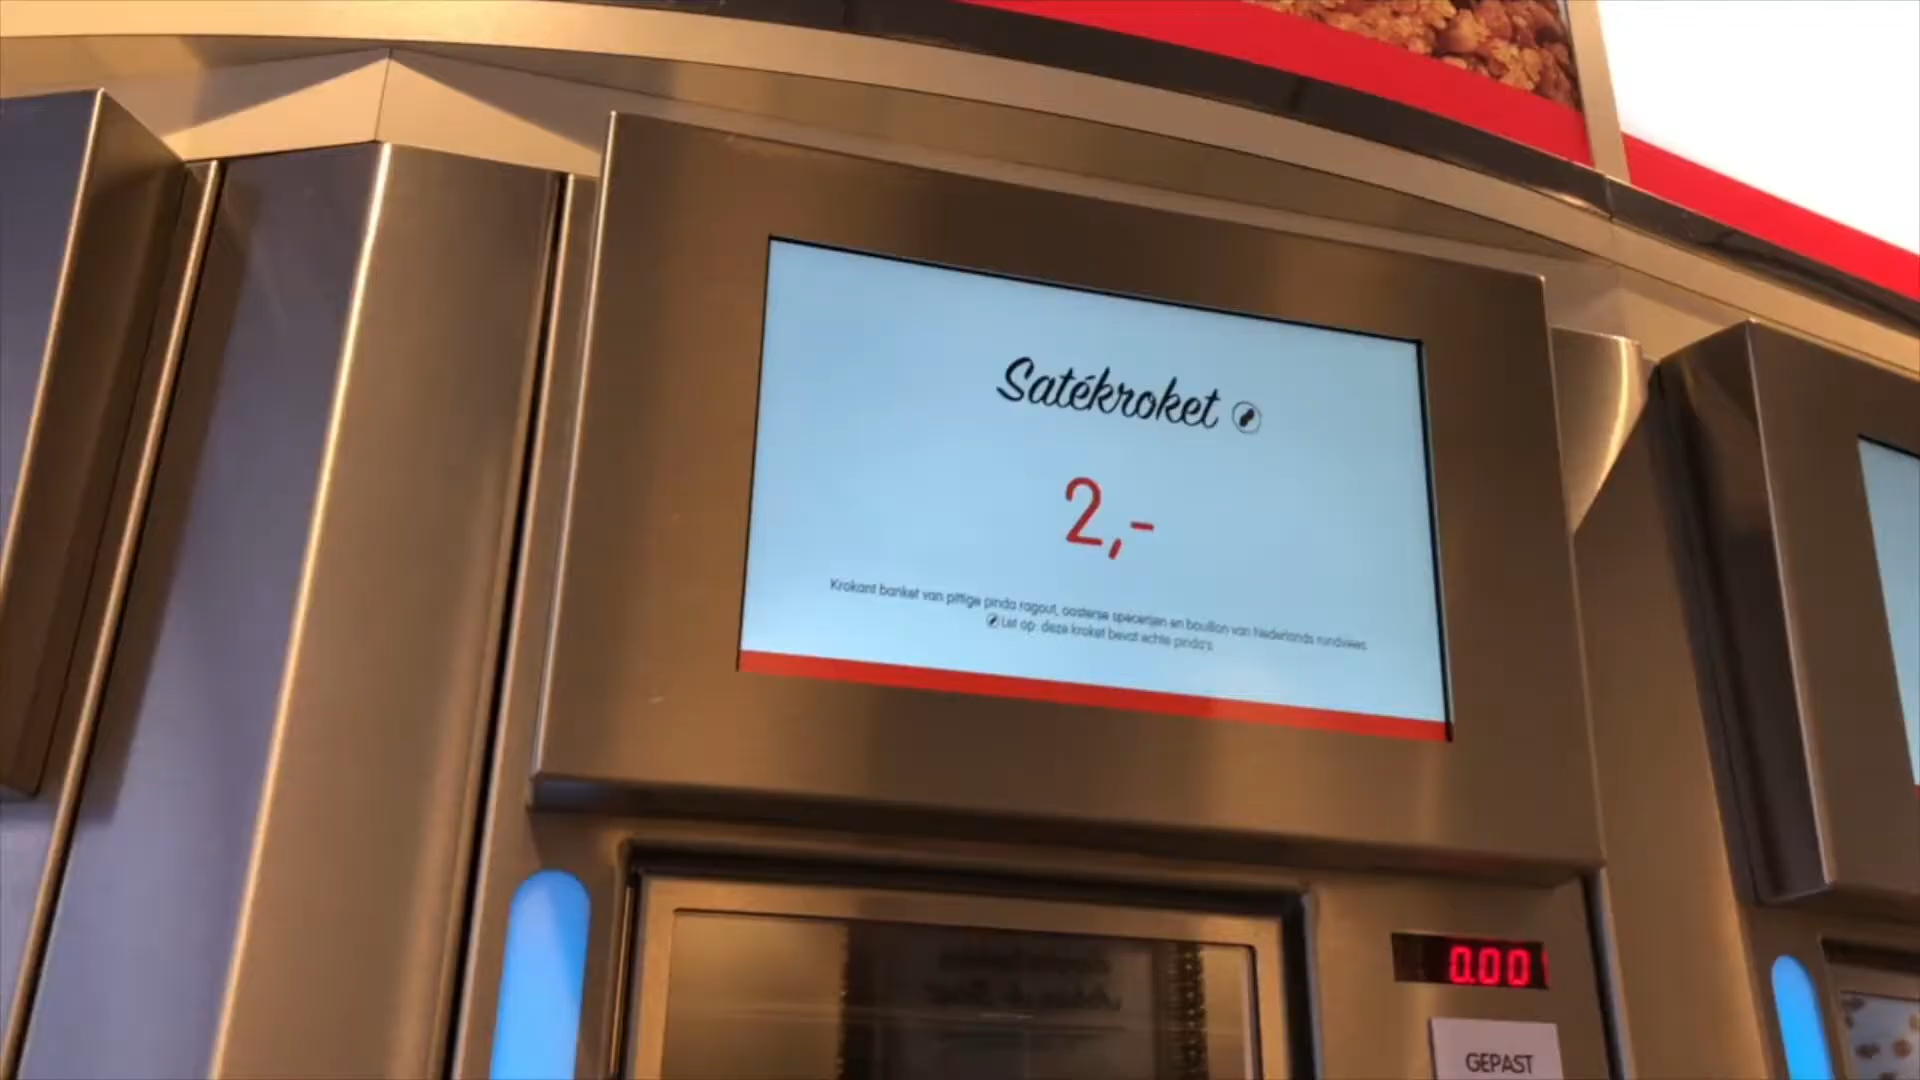 Satékroket
2,-
Krokant banket van pittige pinda ragout, oosterse specerijen en bouillon van Nederlands rundvlees.
Let op: deze kroket bevat echte pinda's
0.00
GEPAST